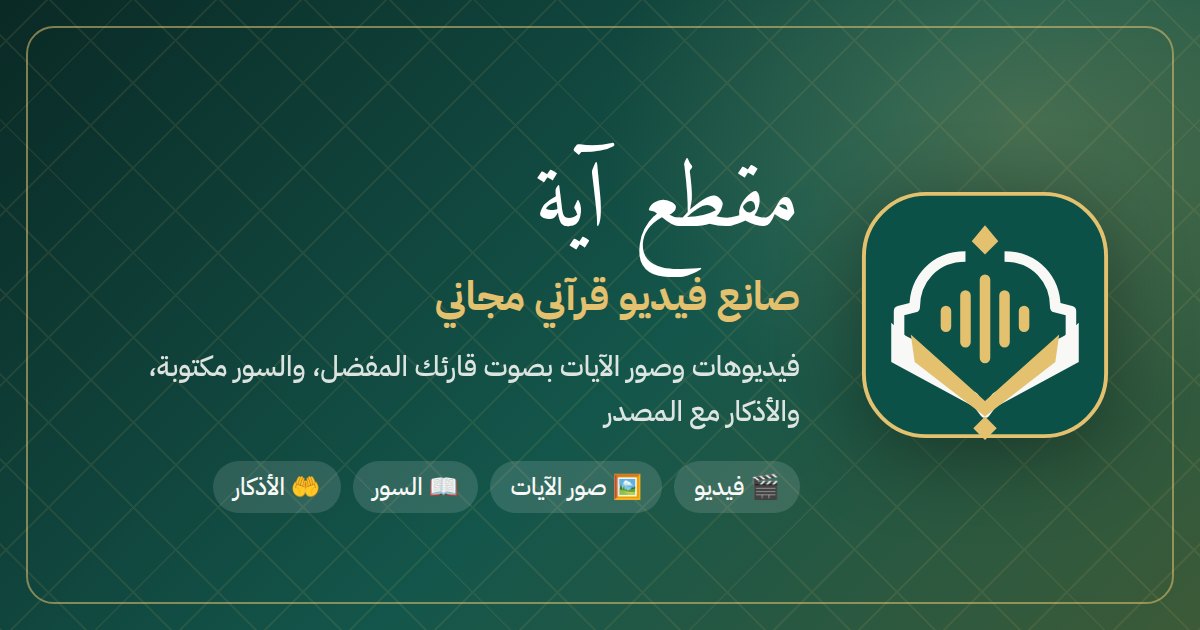 مقطع آية
صانع فيديو قرآني مجاني
فيديوهات وصور الآيات بصوت قارئك المفضل، والسور مكتوبة،
والأذكار مع المصدر
🎬 فيديو 🖼️ صور الآيات 📖 السور 🤲 الأذكار